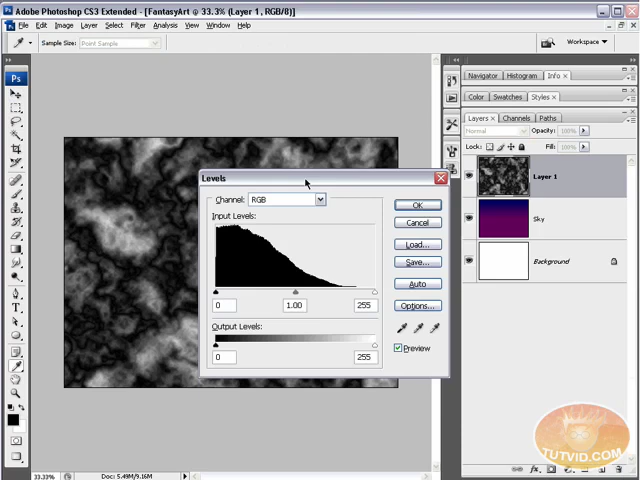 Adobe Photoshop CS3 Extended - [FantasyArt @ 33.3% (Layer 1, RGB/8)]
File Edit Image Layer Select Filter Analysis View Window Help
Sample Size: Point Sample
Workspace
Ps
Navigator Histogram Info x
Color Swatches Styles x
Layers x Channels Paths
Normal Opacity: 100%
Lock: Fill: 100%
Layer 1
Sky
Background
Levels
Channel: RGB
OK
Input Levels:
Cancel
Load...
Save...
Auto
0 1.00 255
Options...
Output Levels:
Preview
0 255
T
TUTVID.COM
33.33% Doc: 5.49M/9.16M
fx